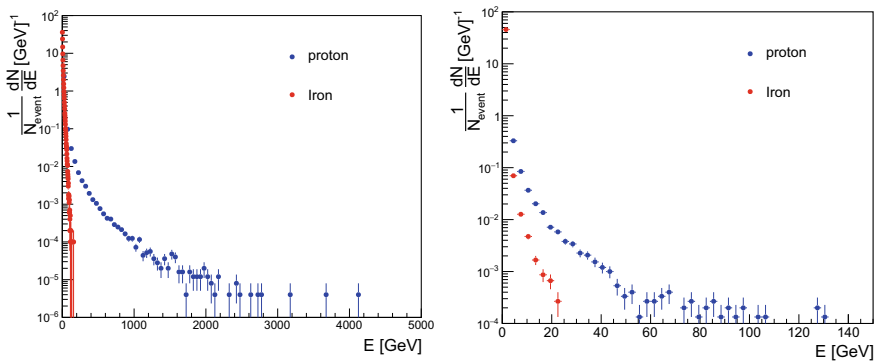 1/N_event dN/dE [GeV]⁻¹
10²
10
1
10⁻¹
10⁻²
10⁻³
10⁻⁴
10⁻⁵
10⁻⁶
proton
Iron
0 1000 2000 3000 4000 5000
E [GeV]
1/N_event dN/dE [GeV]⁻¹
10²
10
1
10⁻¹
10⁻²
10⁻³
10⁻⁴
proton
Iron
0 20 40 60 80 100 120 140
E [GeV]